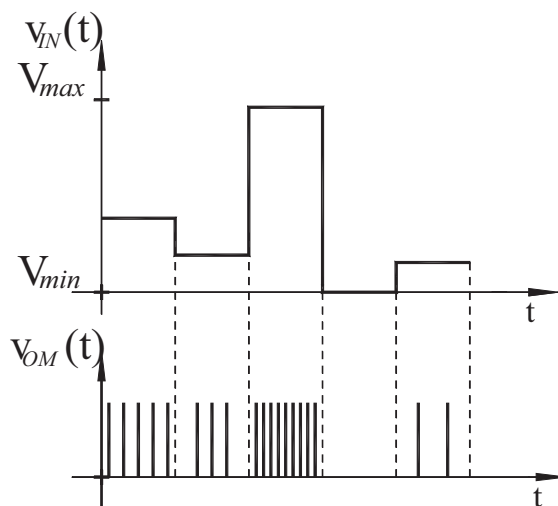 v_IN(t)
V_max
V_min
t
v_OM(t)
t